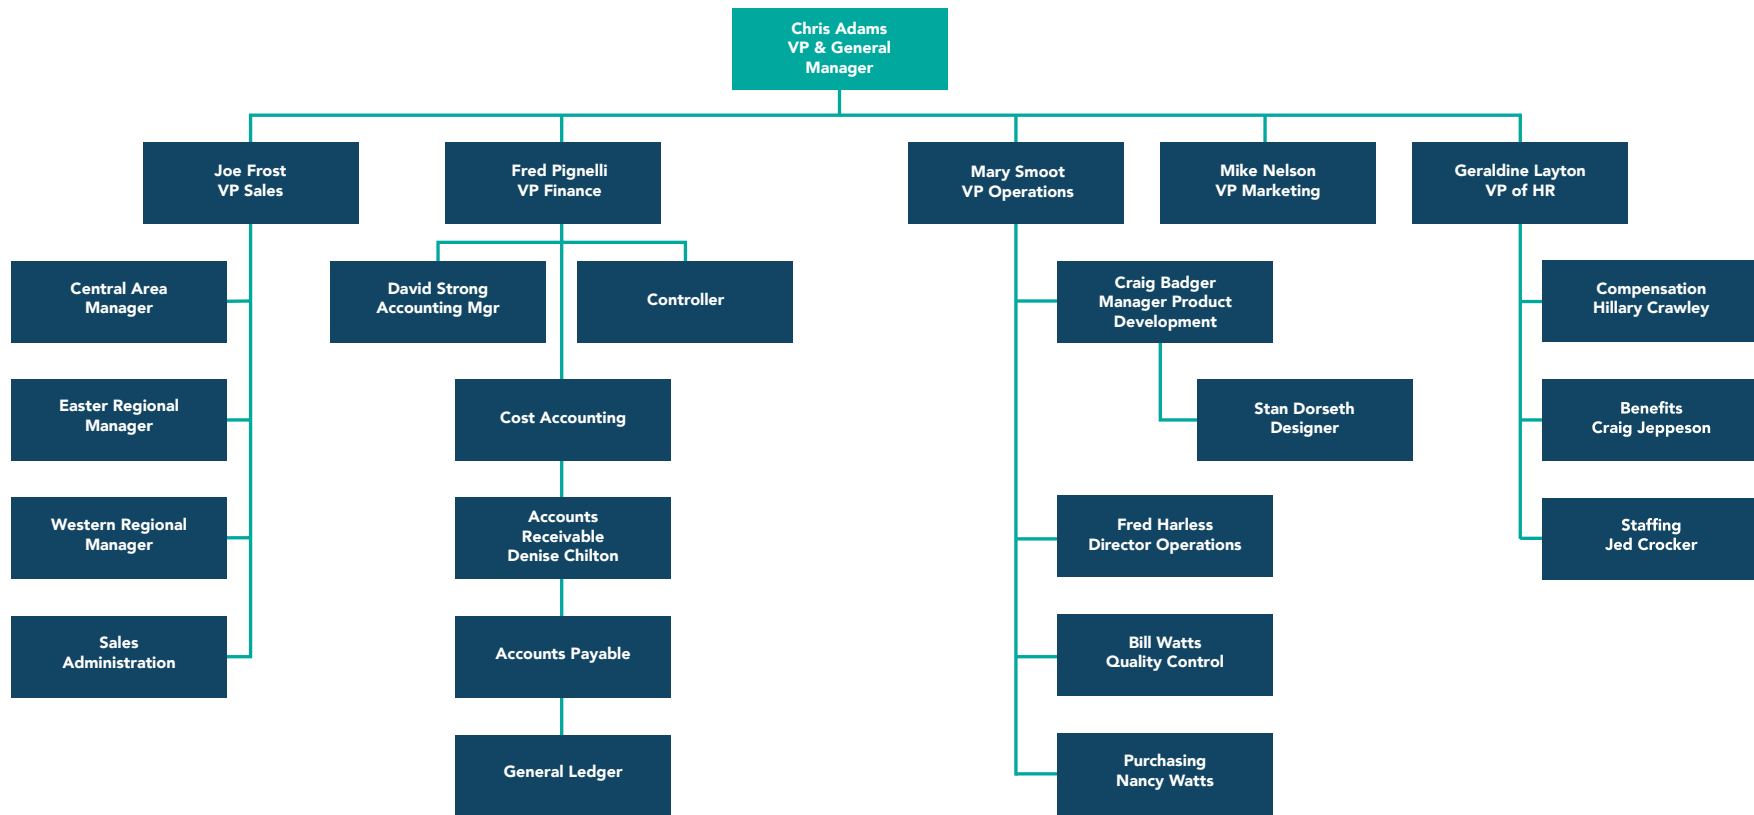 Chris Adams
VP & General
Manager
Joe Frost
VP Sales
Fred Pignelli
VP Finance
Mary Smoot
VP Operations
Mike Nelson
VP Marketing
Geraldine Layton
VP of HR
Central Area
Manager
David Strong
Accounting Mgr
Controller
Craig Badger
Manager Product
Development
Compensation
Hillary Crawley
Easter Regional
Manager
Cost Accounting
Stan Dorseth
Designer
Benefits
Craig Jeppeson
Western Regional
Manager
Accounts
Receivable
Denise Chilton
Fred Harless
Director Operations
Staffing
Jed Crocker
Sales
Administration
Accounts Payable
Bill Watts
Quality Control
General Ledger
Purchasing
Nancy Watts